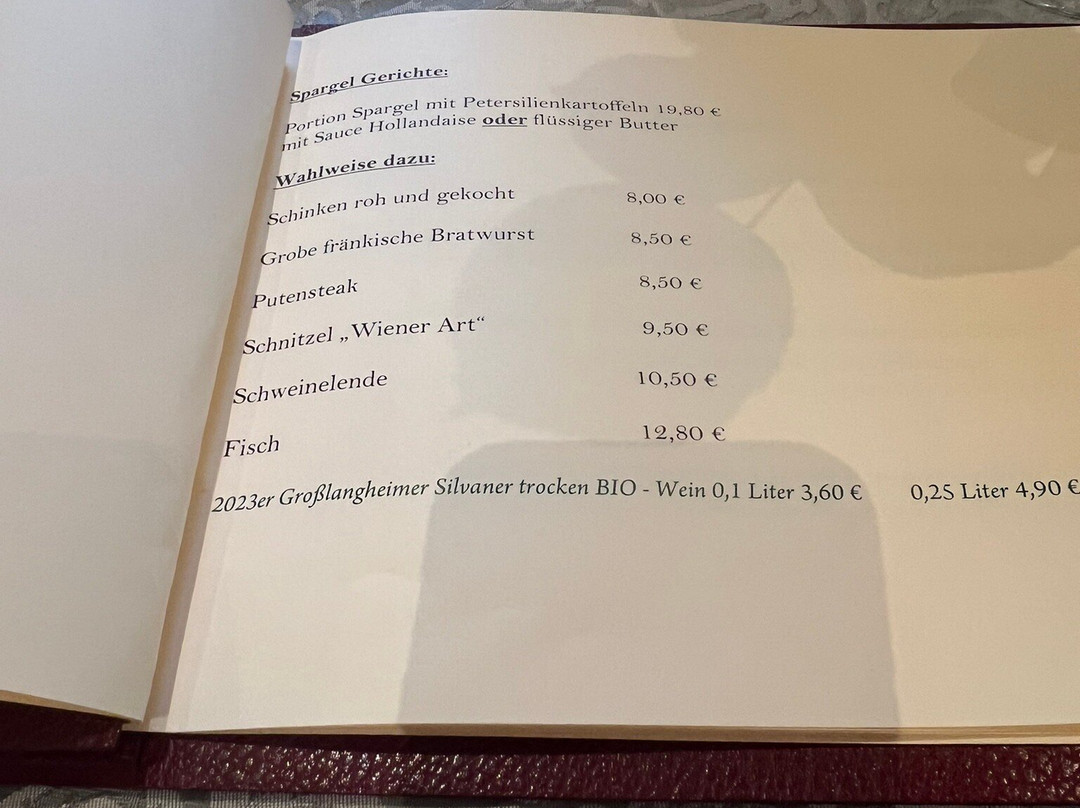 Spargel Gerichte:
Portion Spargel mit Petersilienkartoffeln 19,80 €
mit Sauce Hollandaise oder flüssiger Butter
Wahlweise dazu:
Schinken roh und gekocht 8,00 €
Grobe fränkische Bratwurst 8,50 €
Putensteak 8,50 €
Schnitzel „Wiener Art“ 9,50 €
Schweinelende 10,50 €
Fisch 12,80 €
2023er Großlangheimer Silvaner trocken BIO - Wein 0,1 Liter 3,60 € 0,25 Liter 4,90 €